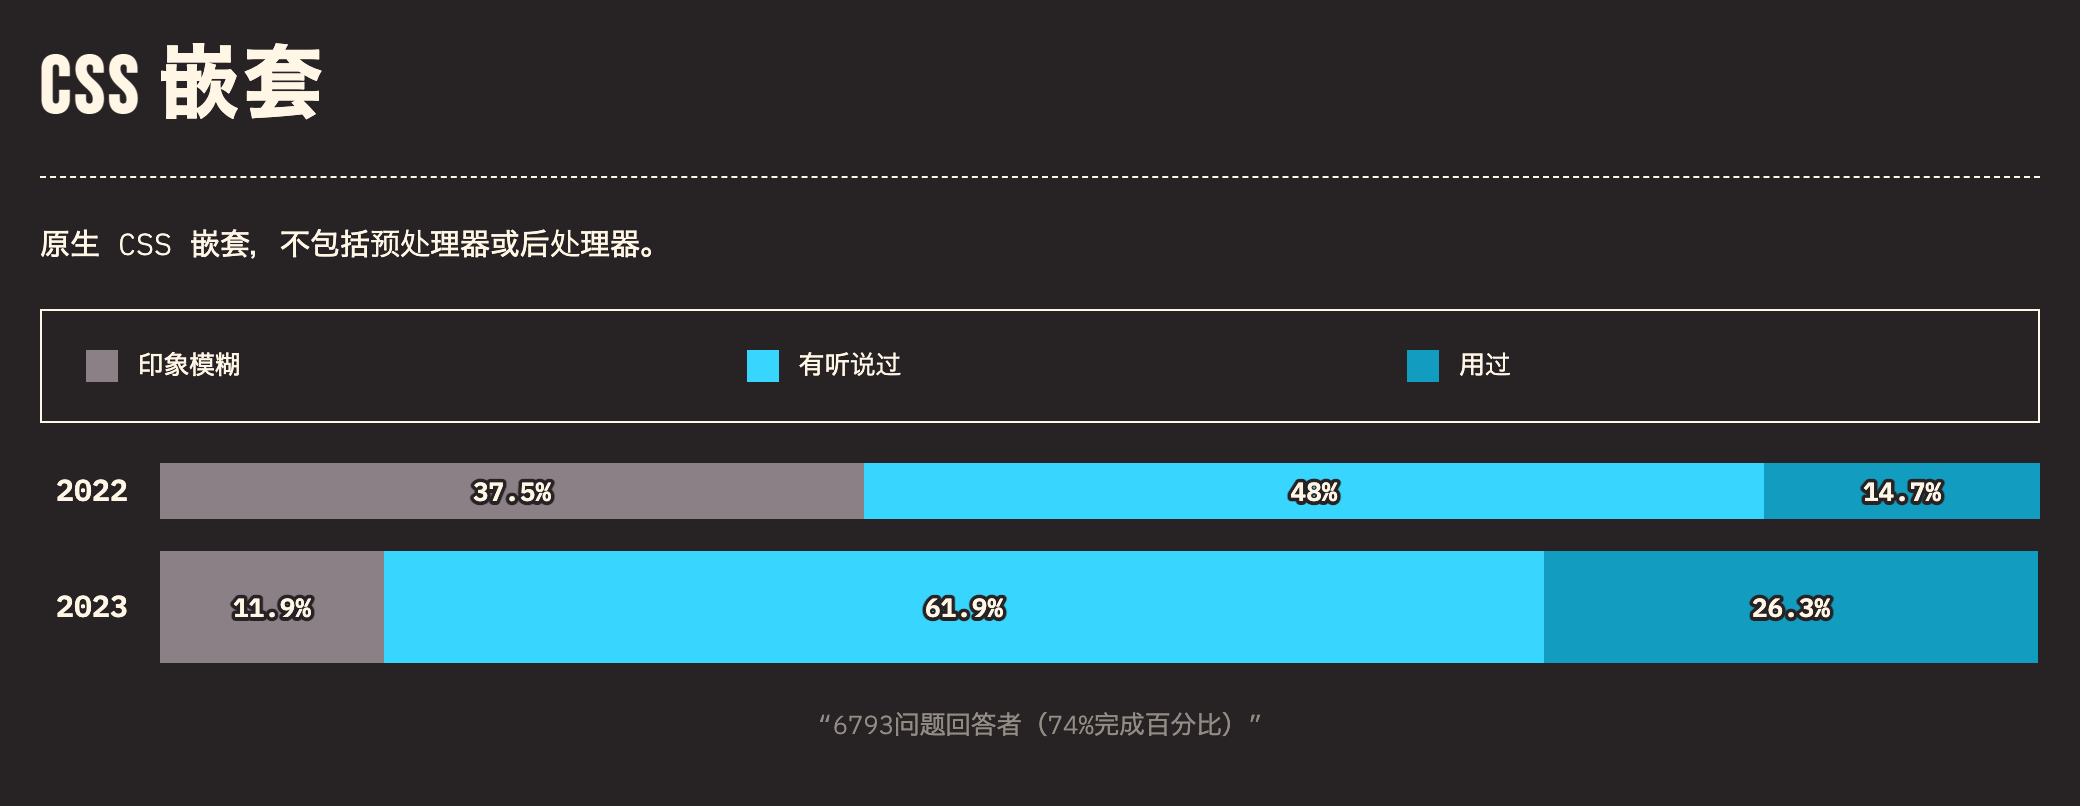 CSS 嵌套
原生 CSS 嵌套，不包括预处理器或后处理器。
印象模糊 有听说过 用过
2022 37.5% 48% 14.7%
2023 11.9% 61.9% 26.3%
“6793问题回答者（74%完成百分比）”